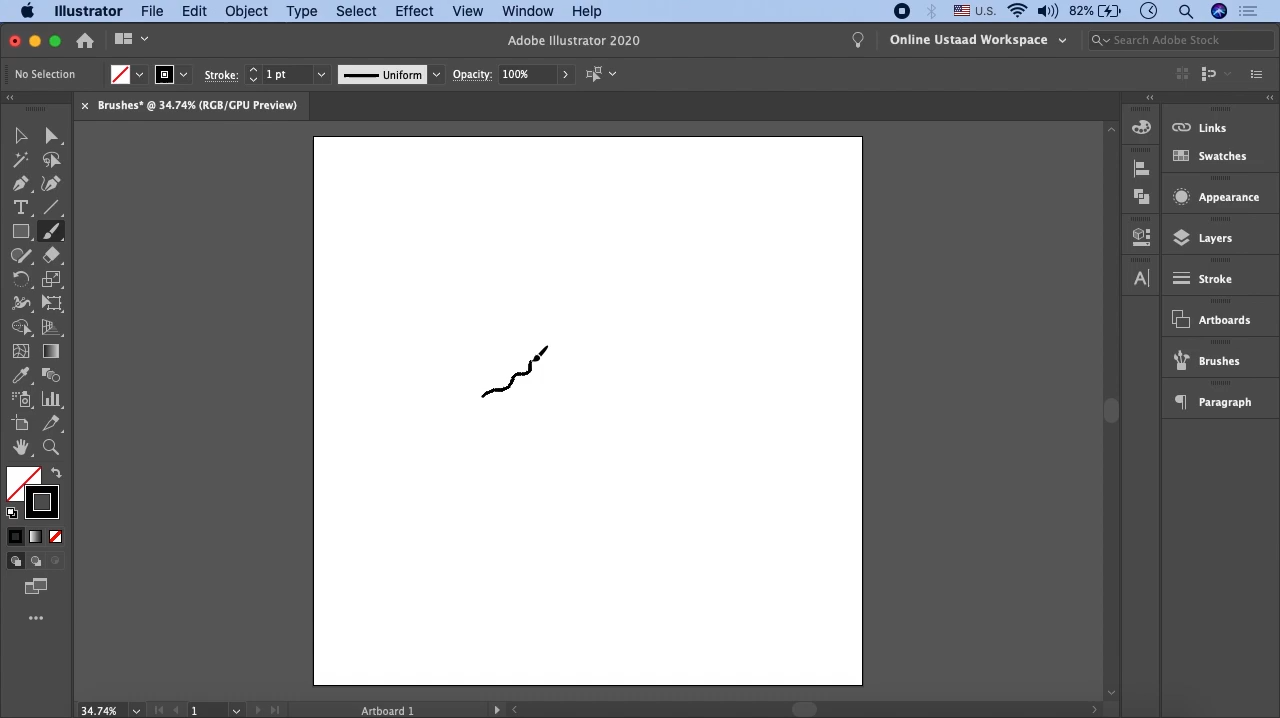 Illustrator File Edit Object Type Select Effect View Window Help U.S. 82%
Adobe Illustrator 2020 Online Ustaad Workspace Search Adobe Stock
No Selection Stroke: 1 pt Uniform Opacity: 100%
Brushes* @ 34.74% (RGB/GPU Preview)
Links
Swatches
Appearance
Layers
Stroke
Artboards
Brushes
Paragraph
34.74% 1 Artboard 1